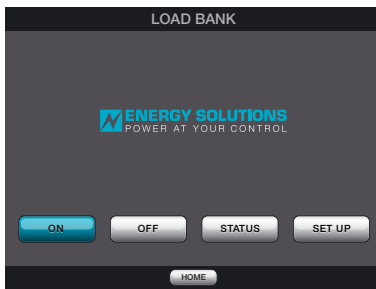 LOAD BANK
ENERGY SOLUTIONS
POWER AT YOUR CONTROL
ON OFF STATUS SET UP
HOME